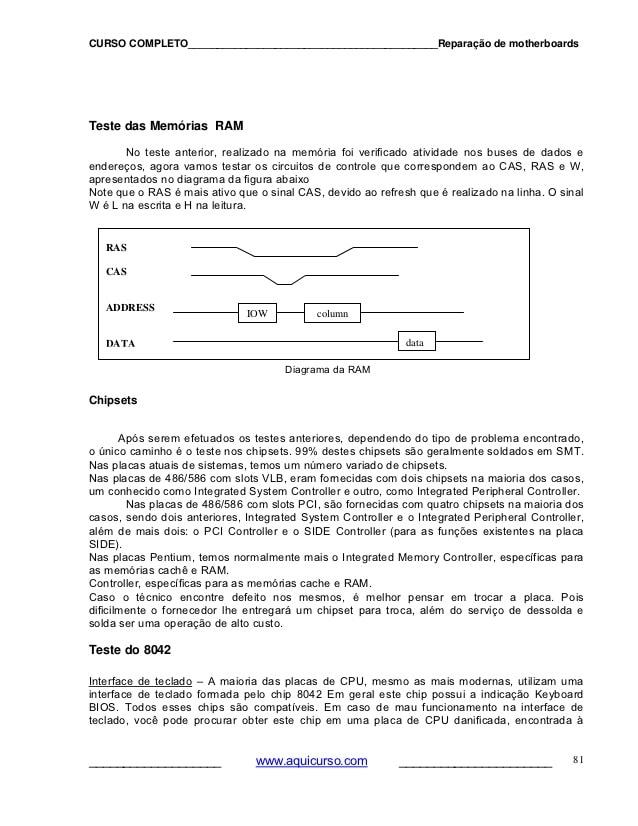 CURSO COMPLETO__________________________________________Reparação de motherboards
Teste das Memórias RAM
No teste anterior, realizado na memória foi verificado atividade nos buses de dados e
endereços, agora vamos testar os circuitos de controle que correspondem ao CAS, RAS e W,
apresentados no diagrama da figura abaixo
Note que o RAS é mais ativo que o sinal CAS, devido ao refresh que é realizado na linha. O sinal
W é L na escrita e H na leitura.
RAS
CAS
ADDRESS
IOW
column
DATA
data
Diagrama da RAM
Chipsets
Após serem efetuados os testes anteriores, dependendo do tipo de problema encontrado,
o único caminho é o teste nos chipsets. 99% destes chipsets são geralmente soldados em SMT.
Nas placas atuais de sistemas, temos um número variado de chipsets.
Nas placas de 486/586 com slots VLB, eram fornecidas com dois chipsets na maioria dos casos,
um conhecido como Integrated System Controller e outro, como Integrated Peripheral Controller.
Nas placas de 486/586 com slots PCI, são fornecidas com quatro chipsets na maioria dos
casos, sendo dois anteriores, Integrated System Controller e o Integrated Peripheral Controller,
além de mais dois: o PCI Controller e o SIDE Controller (para as funções existentes na placa
SIDE).
Nas placas Pentium, temos normalmente mais o Integrated Memory Controller, específicas para
as memórias cachê e RAM.
Controller, específicas para as memórias cache e RAM.
Caso o técnico encontre defeito nos mesmos, é melhor pensar em trocar a placa. Pois
dificilmente o fornecedor lhe entregará um chipset para troca, além do serviço de dessolda e
solda ser uma operação de alto custo.
Teste do 8042
Interface de teclado – A maioria das placas de CPU, mesmo as mais modernas, utilizam uma
interface de teclado formada pelo chip 8042 Em geral este chip possui a indicação Keyboard
BIOS. Todos esses chips são compatíveis. Em caso de mau funcionamento na interface de
teclado, você pode procurar obter este chip em uma placa de CPU danificada, encontrada à
____________________ www.aquicurso.com _______________________ 81